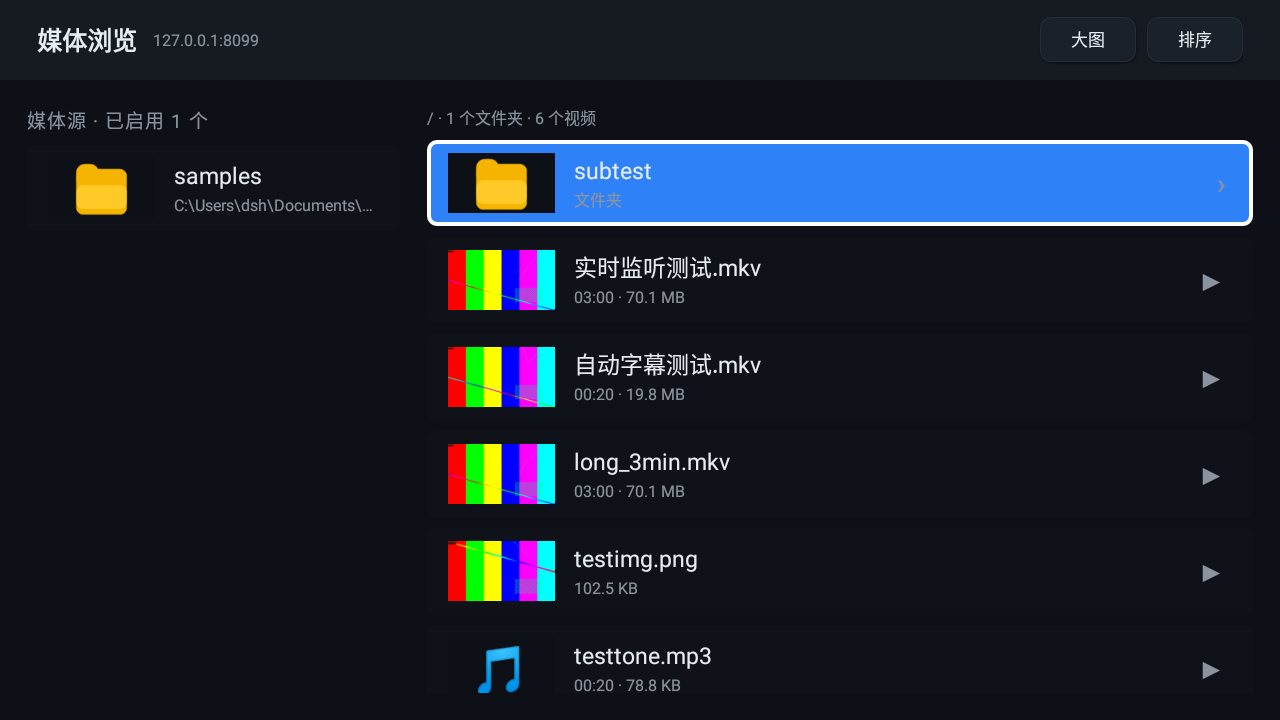 媒体浏览 127.0.0.1:8099
大图
排序
媒体源 · 已启用 1 个
samples
C:\Users\dsh\Documents\…
/ · 1 个文件夹 · 6 个视频
subtest
文件夹
实时监听测试.mkv
03:00 · 70.1 MB
自动字幕测试.mkv
00:20 · 19.8 MB
long_3min.mkv
03:00 · 70.1 MB
testimg.png
102.5 KB
testtone.mp3
00:20 · 78.8 KB